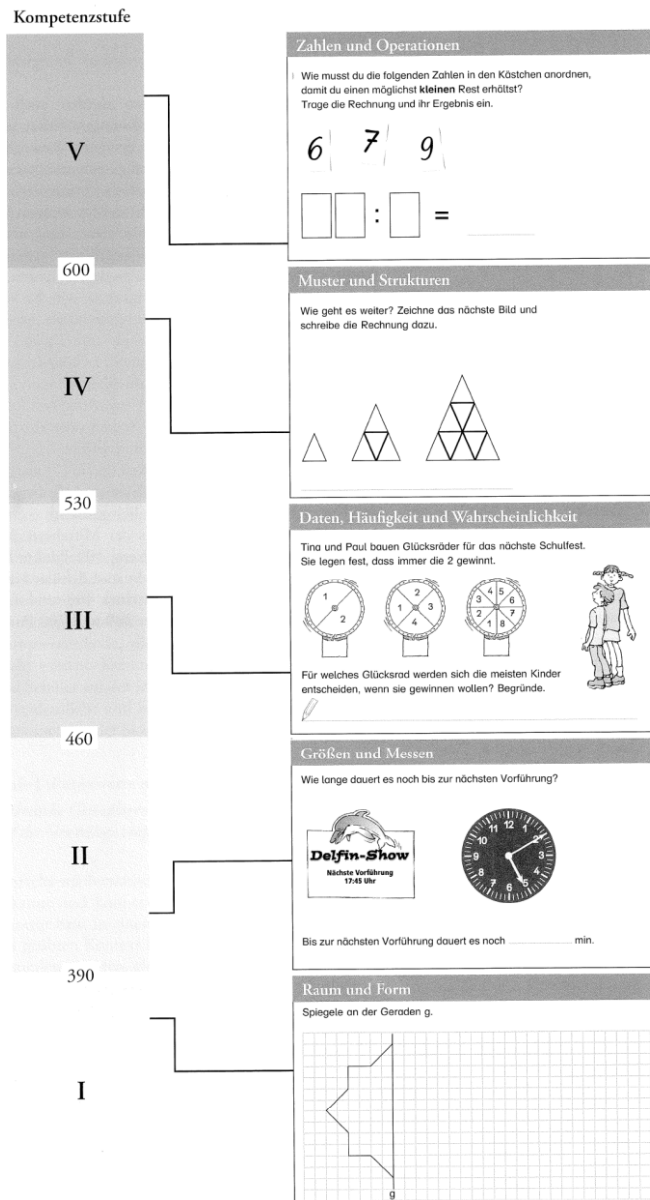 Kompetenzstufe
V
600
IV
530
III
460
II
390
I
Zahlen und Operationen
Wie musst du die folgenden Zahlen in den Kästchen anordnen,
damit du einen möglichst kleinen Rest erhältst?
Trage die Rechnung und ihr Ergebnis ein.
6 7 9
: =
Muster und Strukturen
Wie geht es weiter? Zeichne das nächste Bild und
schreibe die Rechnung dazu.
Daten, Häufigkeit und Wahrscheinlichkeit
Tina und Paul bauen Glücksräder für das nächste Schulfest.
Sie legen fest, dass immer die 2 gewinnt.
1 2
1 2 3 4
1 2 3 4 5 6 7 8
Für welches Glücksrad werden sich die meisten Kinder
entscheiden, wenn sie gewinnen wollen? Begründe.
Größen und Messen
Wie lange dauert es noch bis zur nächsten Vorführung?
Delfin-Show
Nächste Vorführung
17:45 Uhr
12 1 2 3 4 5 6 7 8 9 10 11
Bis zur nächsten Vorführung dauert es noch min.
Raum und Form
Spiegele an der Geraden g.
g